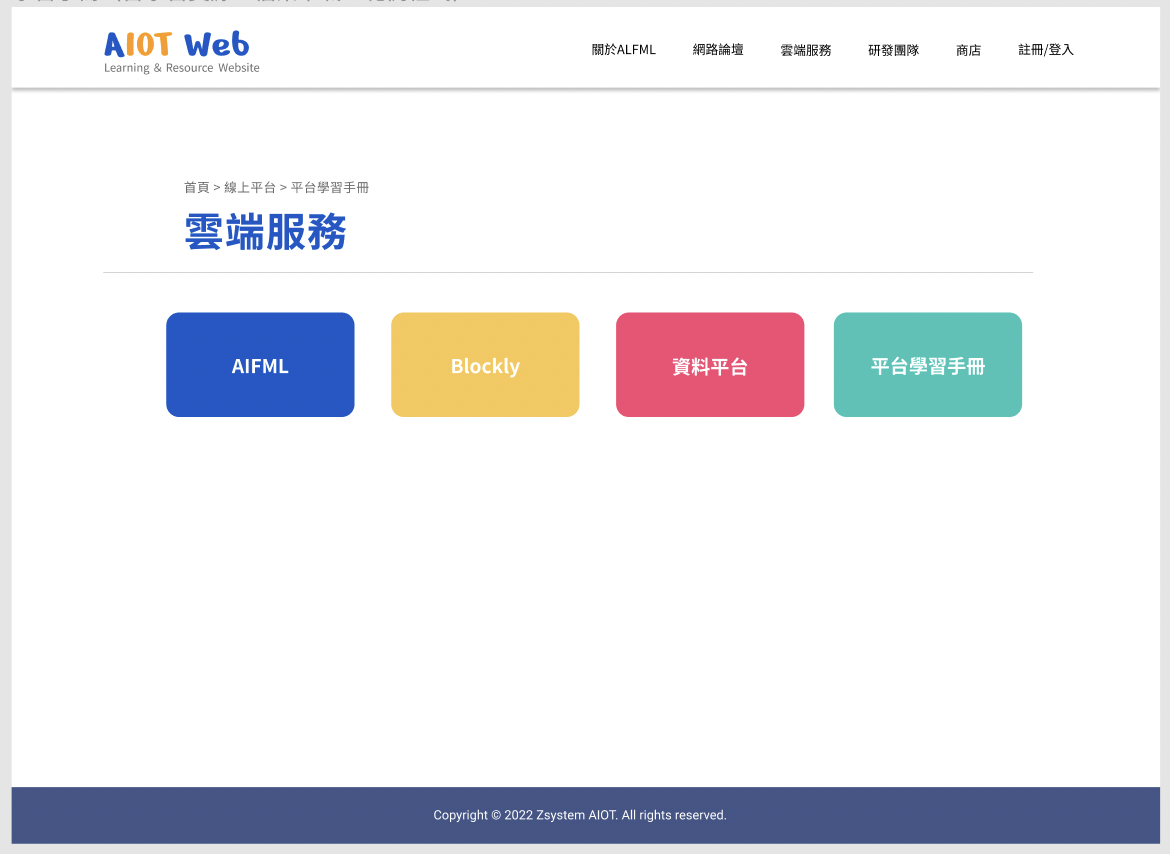 AIOT Web
Learning & Resource Website
關於ALFML 網路論壇 雲端服務 研發團隊 商店 註冊/登入
首頁 > 線上平台 > 平台學習手冊
雲端服務
AIFML Blockly 資料平台 平台學習手冊
Copyright © 2022 Zsystem AIOT. All rights reserved.